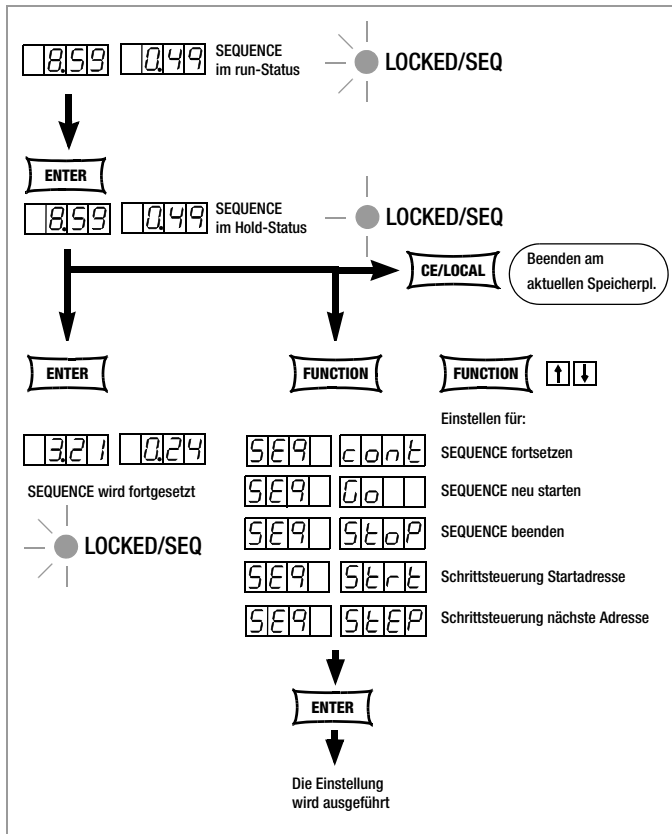 8.59 0.49 SEQUENCE
im run-Status
LOCKED/SEQ
ENTER
8.59 0.49 SEQUENCE
im Hold-Status
LOCKED/SEQ
CE/LOCAL
Beenden am
aktuellen Speicherpl.
ENTER
FUNCTION
FUNCTION ↑ ↓
Einstellen für:
3.21 0.24
SEQUENCE wird fortgesetzt
LOCKED/SEQ
SEq cont SEQUENCE fortsetzen
SEq Go SEQUENCE neu starten
SEq StoP SEQUENCE beenden
SEq Strt Schrittsteuerung Startadresse
SEq StEP Schrittsteuerung nächste Adresse
ENTER
Die Einstellung
wird ausgeführt